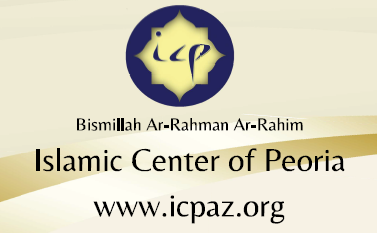 icp
Bismillah Ar-Rahman Ar-Rahim
Islamic Center of Peoria
www.icpaz.org